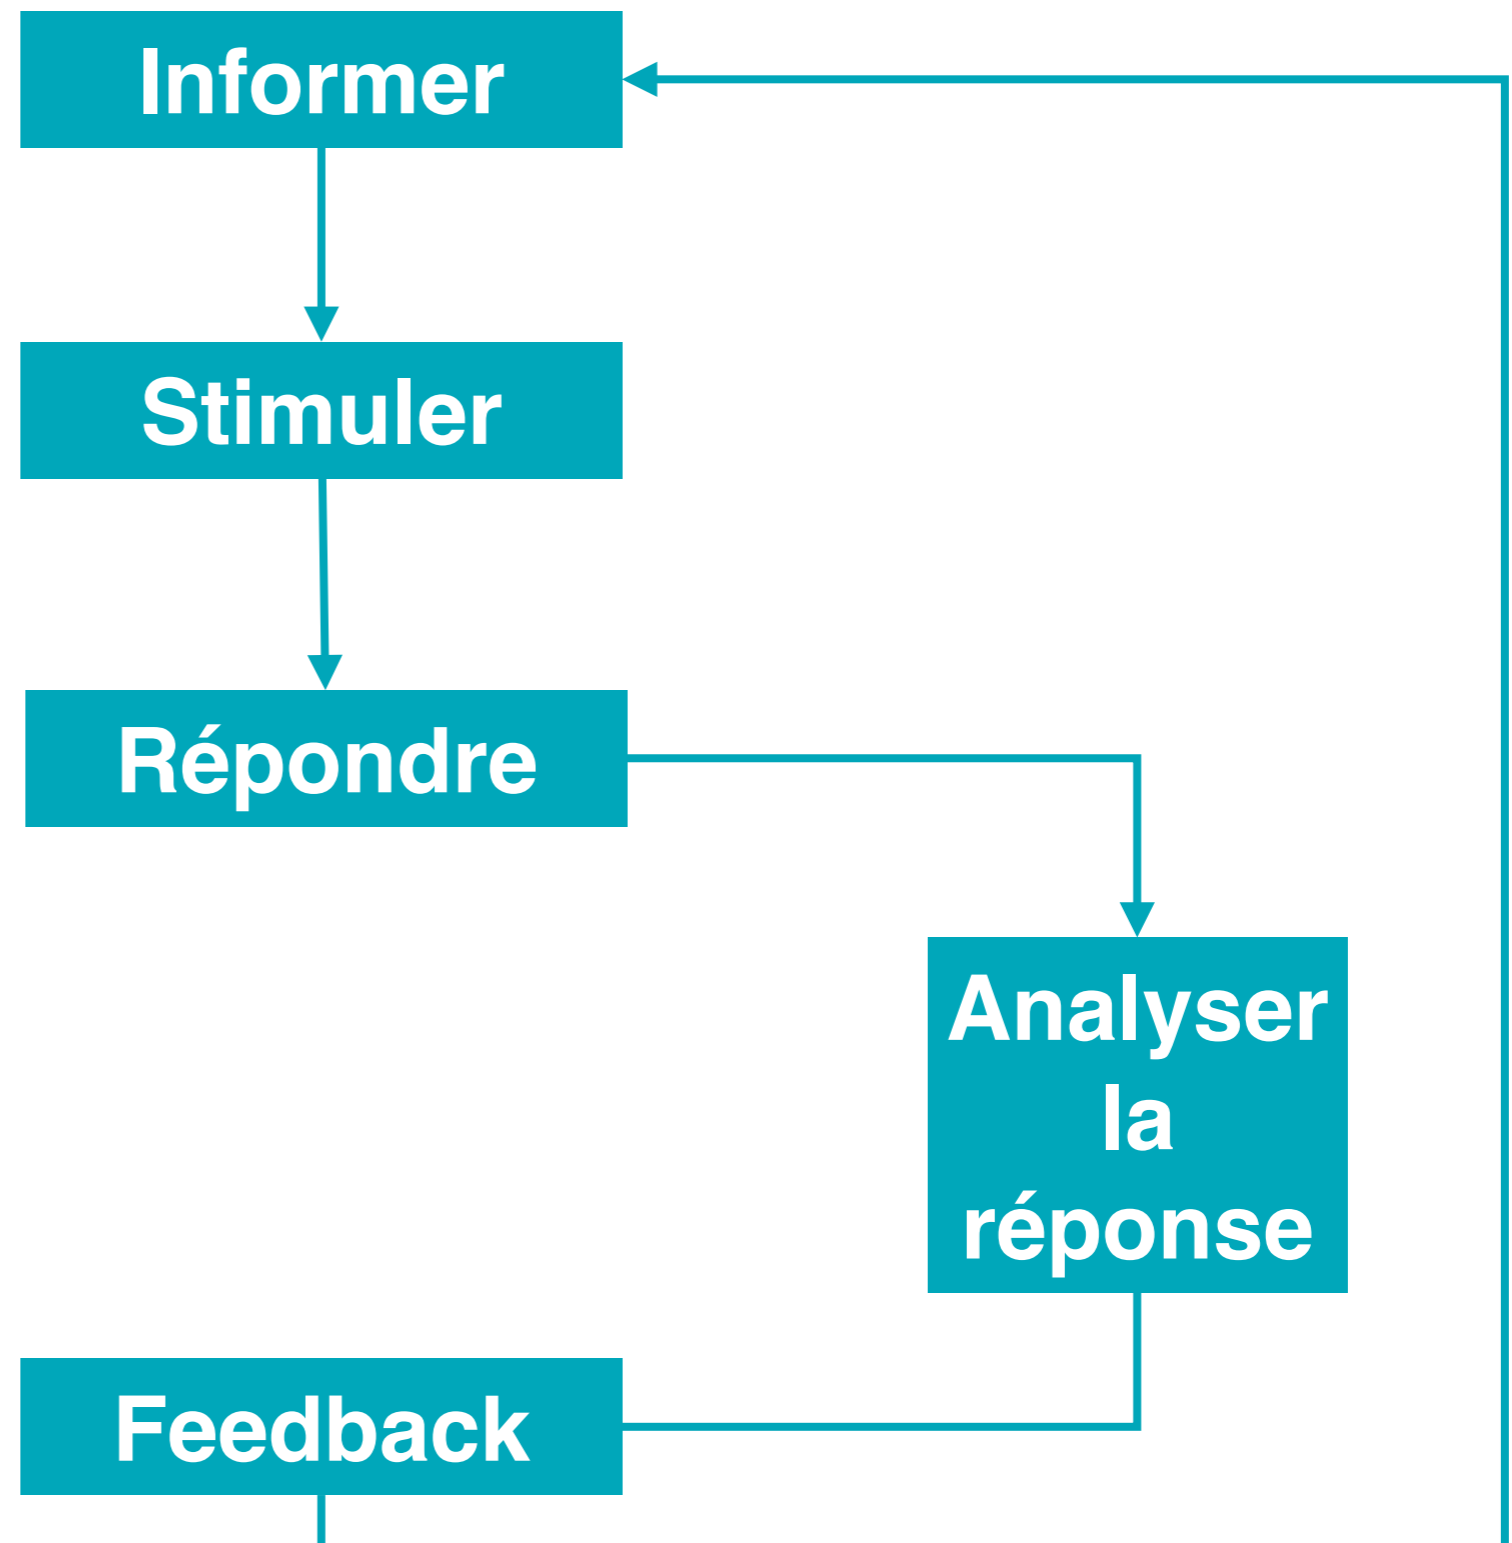 Informer
Stimuler
Répondre
Analyser
la
réponse
Feedback